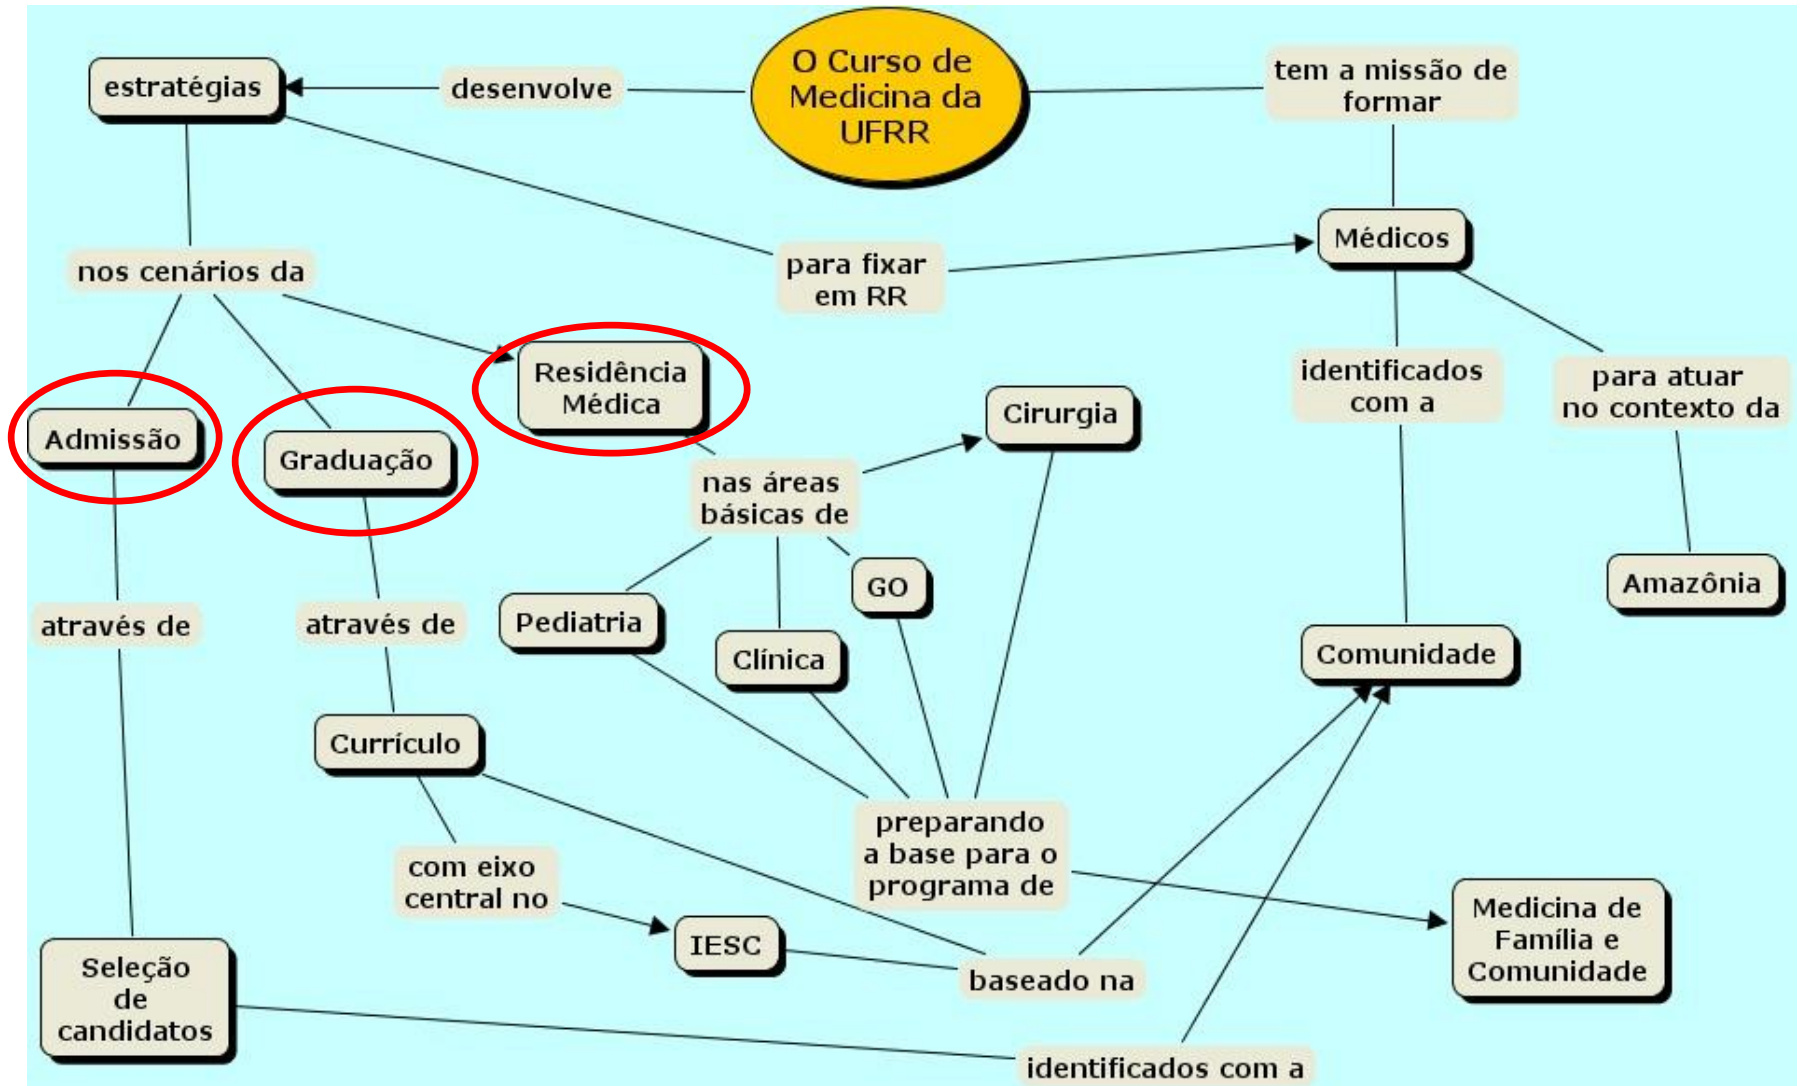 O Curso de
Medicina da
UFRR
desenvolve
estratégias
tem a missão de
formar
Médicos
para fixar
em RR
nos cenários da
Residência
Médica
Admissão
Graduação
identificados
com a
para atuar
no contexto da
Cirurgia
nas áreas
básicas de
GO
Amazônia
Pediatria
Clínica
através de
através de
Comunidade
Currículo
preparando
a base para o
programa de
com eixo
central no
IESC
Medicina de
Família e
Comunidade
baseado na
Seleção
de
candidatos
identificados com a